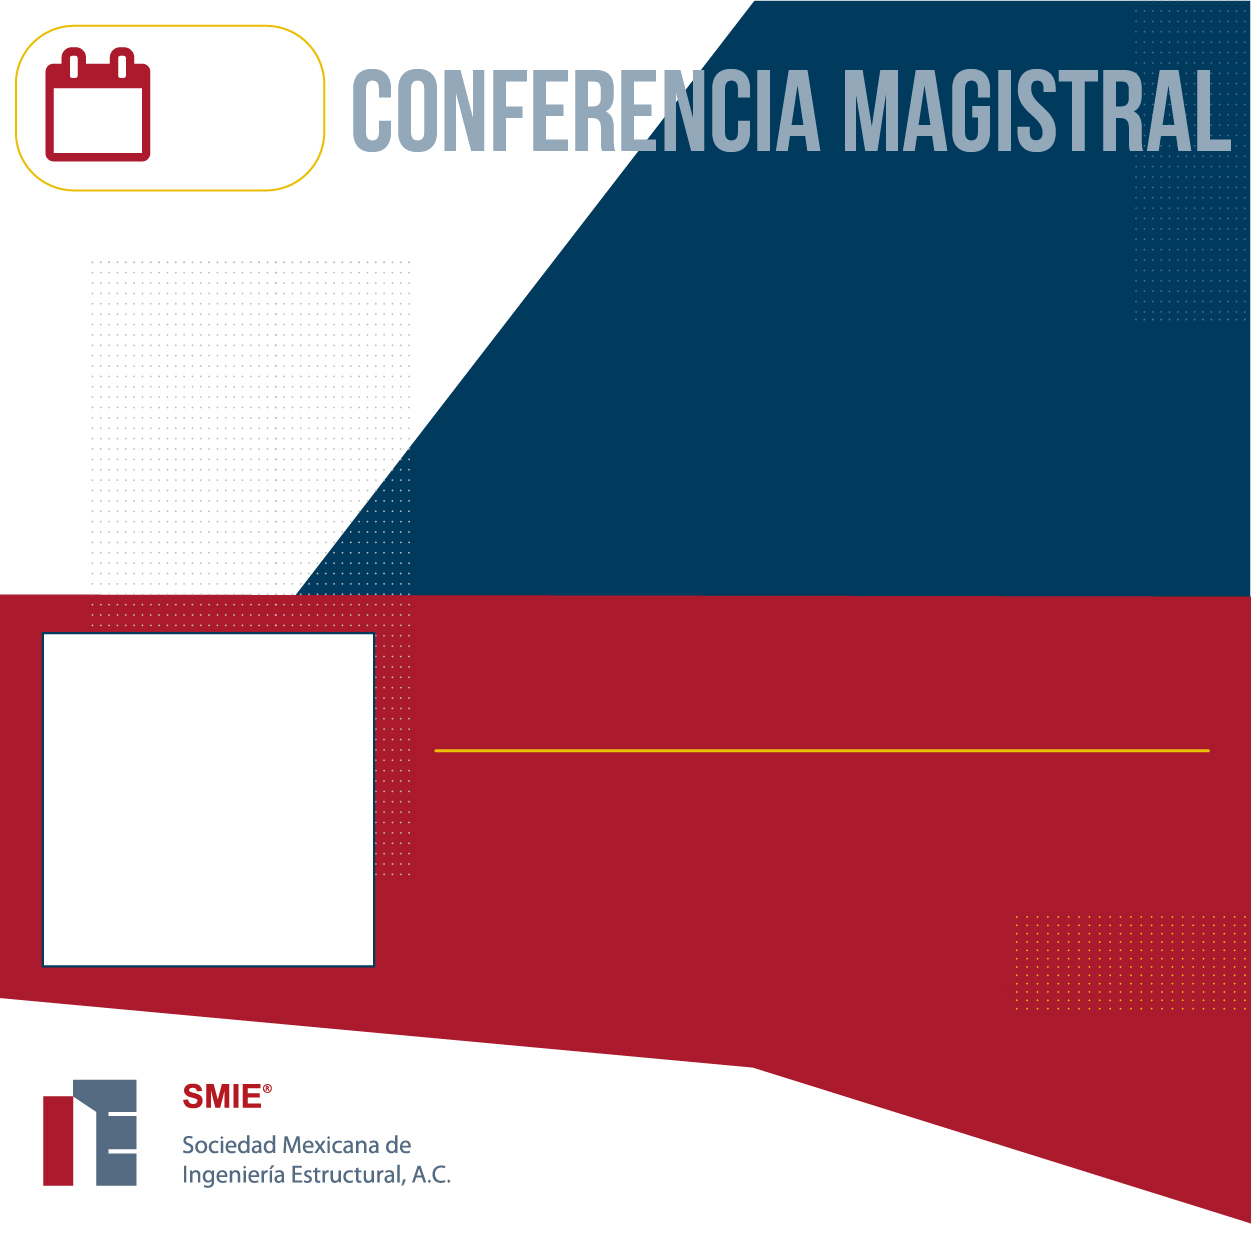 CONFERENCIA MAGISTRAL
SMIE®
Sociedad Mexicana de
Ingeniería Estructural, A.C.